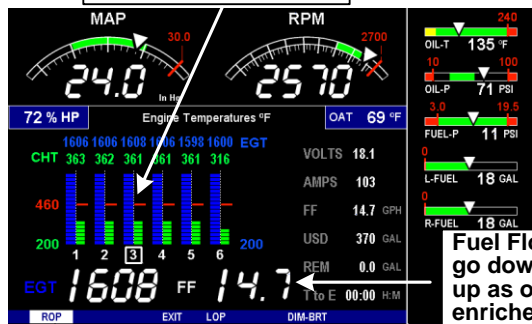 MAP
RPM
30.0
2700
24.0
In Hg
2570
240
OIL-T 135 °F
10 100
OIL-P 71 PSI
3.0 19.5
FUEL-P 11 PSI
0
L-FUEL 18 GAL
0
R-FUEL 18 GAL
72 % HP
Engine Temperatures ºF
OAT 69 ºF
1606 1606 1608 1606 1598 1600 EGT
CHT 363 362 361 361 361 316
460
200
200
1 2 3 4 5 6
VOLTS 18.1
AMPS 103
FF 14.7 GPH
USD 370 GAL
REM 0.0 GAL
T to E 00:00 H:M
EGT 1608 FF 14.7
ROP EXIT LOP DIM-BRT
Fuel
go
up as